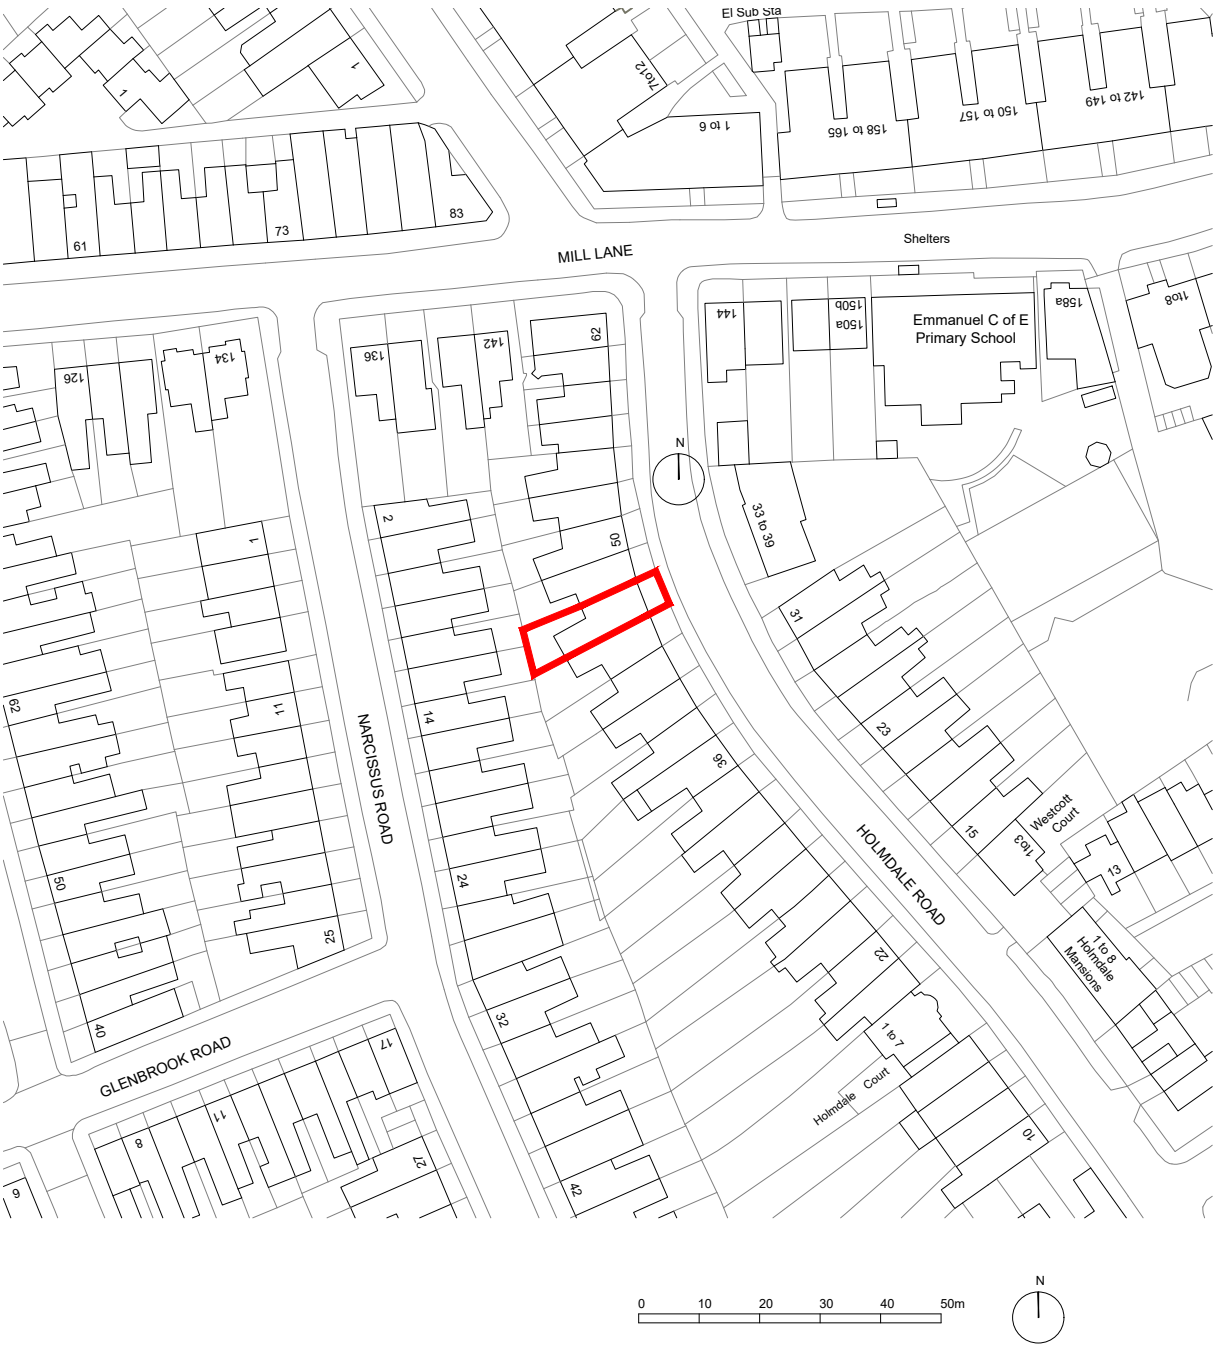 El Sub Sta
1
1
7to12
1 to 6
158 to 165
150 to 157
142 to 149
61
73
83
MILL LANE
Shelters
126
134
136
142
62
144
150b
150a
Emmanuel C of E
Primary School
158a
1to8
N
2
1
50
33 to 39
31
62
11
14
NARCISSUS ROAD
36
23
HOLMDALE ROAD
15
Westcott
Court
1to3
13
50
24
25
22
1 to 8
Holmdale
Mansions
40
32
GLENBROOK ROAD
17
1 to 7
Holmdale Court
8
11
27
10
42
9
0 10 20 30 40 50m
N